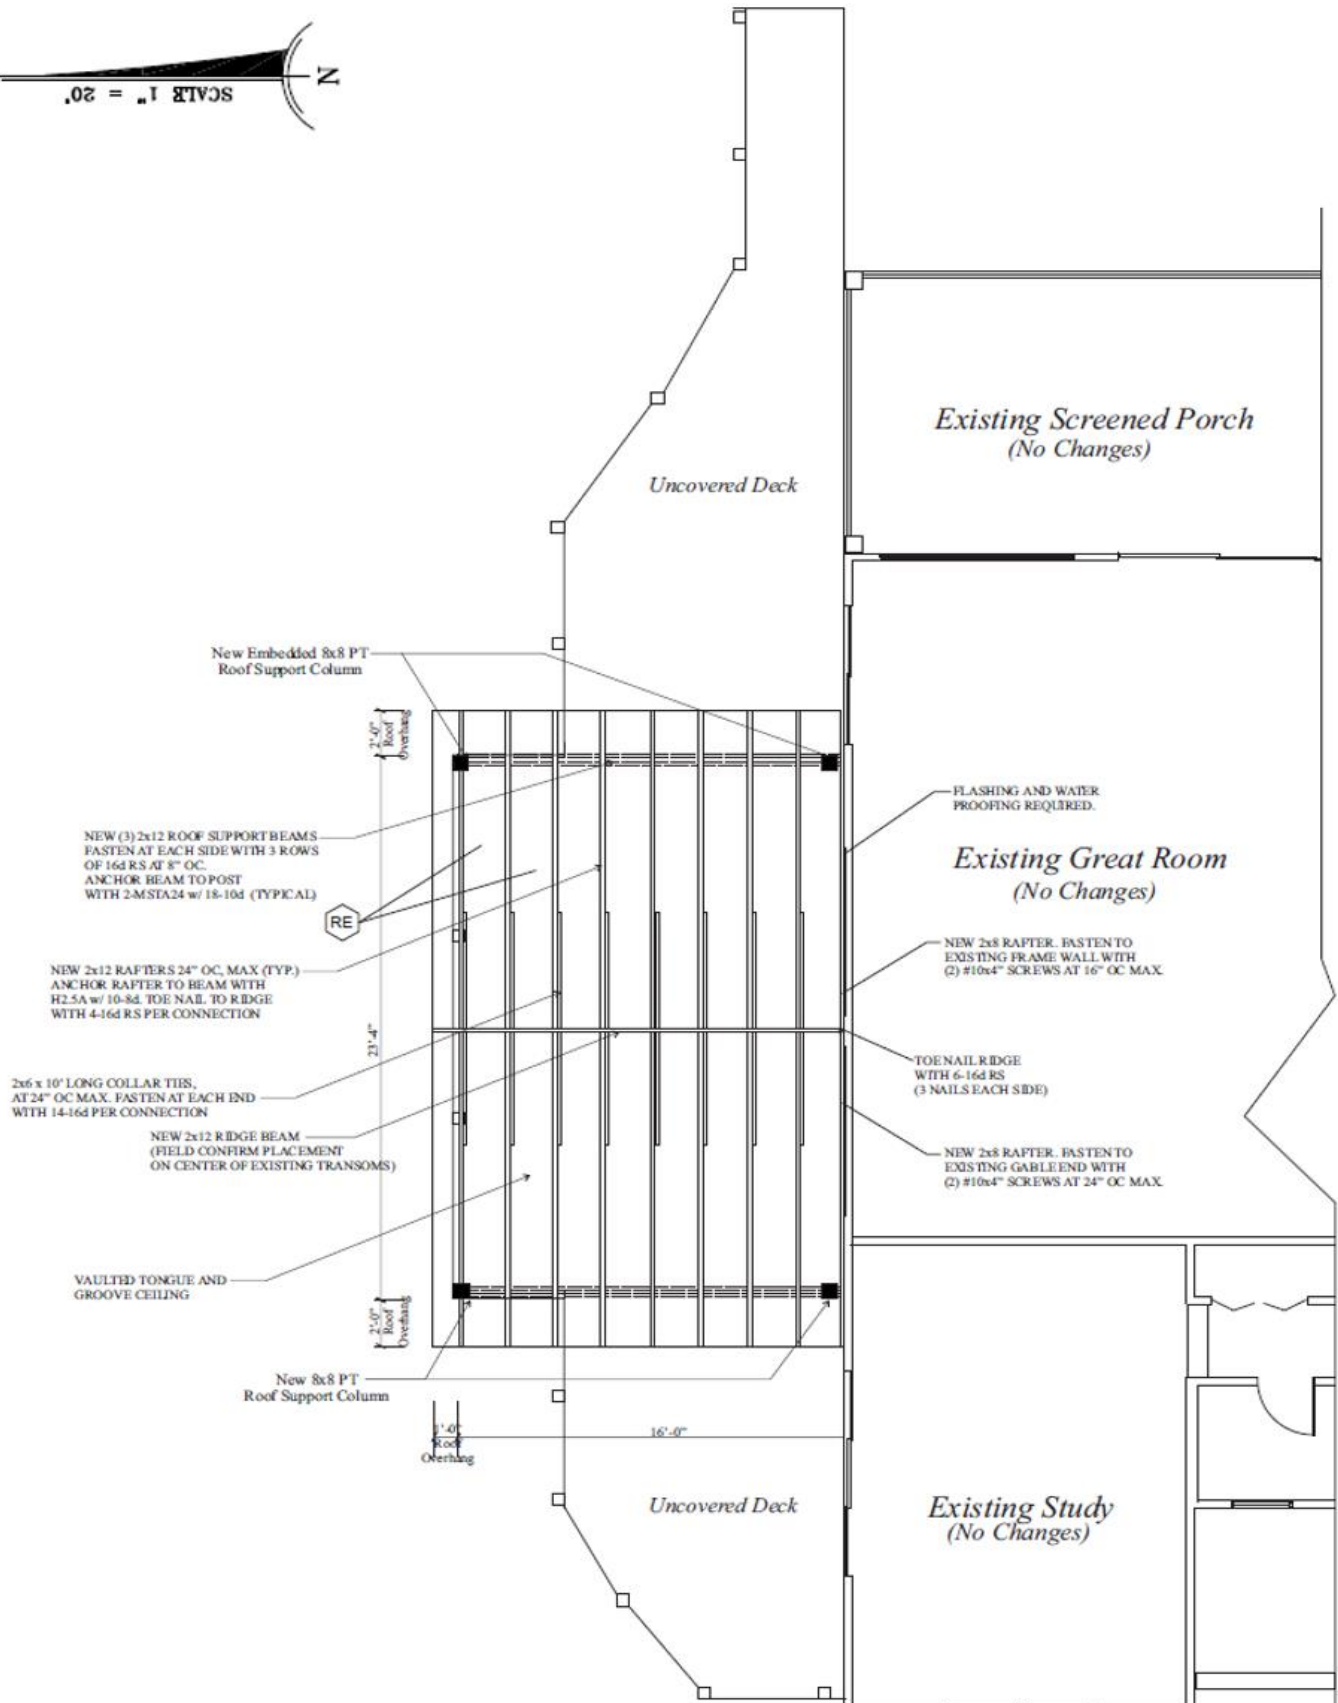 N
SCALE 1" = 20'
Existing Screened Porch
(No Changes)
Uncovered Deck
New Embedded 8x8 PT
Roof Support Column
2'-0"
Roof
Overhang
FLASHING AND WATER
PROOFING REQUIRED.
NEW (3) 2x12 ROOF SUPPORT BEAMS
FASTEN AT EACH SIDE WITH 3 ROWS
OF 16d RS AT 8" OC.
ANCHOR BEAM TO POST
WITH 2-MSTA24 w/ 18-10d (TYPICAL)
Existing Great Room
(No Changes)
RE
NEW 2x12 RAFTERS 24" OC, MAX (TYP.)
ANCHOR RAFTER TO BEAM WITH
H2.5A w/ 10-8d. TOE NAIL TO RIDGE
WITH 4-16d RS PER CONNECTION
NEW 2x8 RAFTER. FASTEN TO
EXISTING FRAME WALL WITH
(2) #10x4" SCREWS AT 16" OC MAX.
23'-4"
TOE NAIL RIDGE
WITH 6-16d RS
(3 NAILS EACH SIDE)
2x6 x 10' LONG COLLAR TIES,
AT 24" OC MAX. FASTEN AT EACH END
WITH 14-16d PER CONNECTION
NEW 2x12 RIDGE BEAM
(FIELD CONFIRM PLACEMENT
ON CENTER OF EXISTING TRANSOMS)
NEW 2x8 RAFTER. FASTEN TO
EXISTING GABLE END WITH
(2) #10x4" SCREWS AT 24" OC MAX.
VAULTED TONGUE AND
GROOVE CEILING
2'-0"
Roof
Overhang
New 8x8 PT
Roof Support Column
1'-0"
Roof
Overhang
16'-0"
Uncovered Deck
Existing Study
(No Changes)